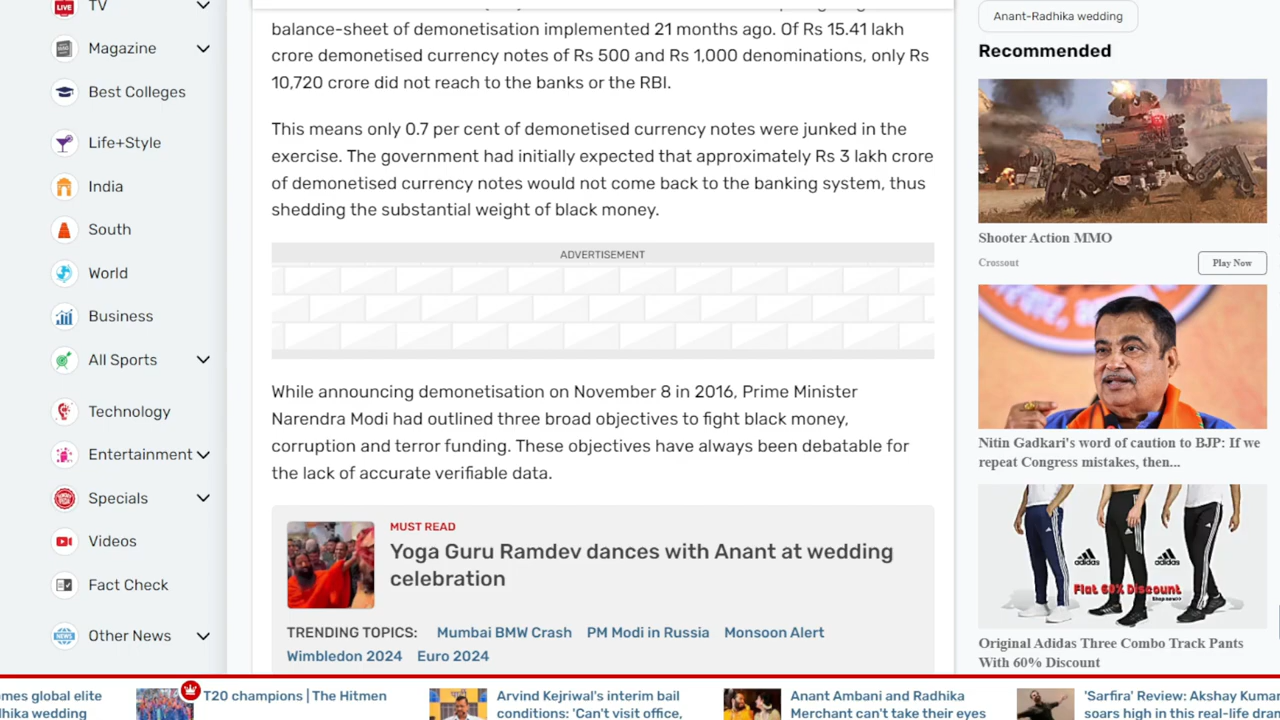 TV
Magazine
Best Colleges
Life+Style
India
South
World
Business
All Sports
Technology
Entertainment
Specials
Videos
Fact Check
Other News
balance-sheet of demonetisation implemented 21 months ago. Of Rs 15.41 lakh
crore demonetised currency notes of Rs 500 and Rs 1,000 denominations, only Rs
10,720 crore did not reach to the banks or the RBI.
This means only 0.7 per cent of demonetised currency notes were junked in the
exercise. The government had initially expected that approximately Rs 3 lakh crore
of demonetised currency notes would not come back to the banking system, thus
shedding the substantial weight of black money.
ADVERTISEMENT
While announcing demonetisation on November 8 in 2016, Prime Minister
Narendra Modi had outlined three broad objectives to fight black money,
corruption and terror funding. These objectives have always been debatable for
the lack of accurate verifiable data.
MUST READ
Yoga Guru Ramdev dances with Anant at wedding
celebration
TRENDING TOPICS: Mumbai BMW Crash PM Modi in Russia Monsoon Alert
Wimbledon 2024 Euro 2024
Anant-Radhika wedding
Recommended
Shooter Action MMO
Crossout
Play Now
Nitin Gadkari's word of caution to BJP: If we
repeat Congress mistakes, then...
adidas adidas
Flat 60% Discount
Shop now>>
Original Adidas Three Combo Track Pants
With 60% Discount
mes global elite
hika wedding
T20 champions | The Hitmen
Arvind Kejriwal's interim bail
conditions: 'Can't visit office,
Anant Ambani and Radhika
Merchant can't take their eyes
'Sarfira' Review: Akshay Kumar
soars high in this real-life dra